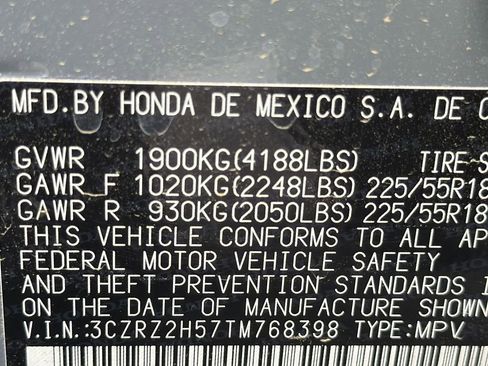 MFD.BY HONDA DE MEXICO S.A. DE
GVWR 1900KG(4188LBS) TIRE
GAWR F 1020KG(2248LBS) 225/55R18
GAWR R 930KG(2050LBS) 225/55R18
THIS VEHICLE CONFORMS TO ALL
FEDERAL MOTOR VEHICLE SAFETY
AND THEFT PREVENTION STANDARDS
ON THE DATE OF MANUFACTURE SHOWN
V.I.N.:3CZRZ2H57TM768398 TYPE:MPV